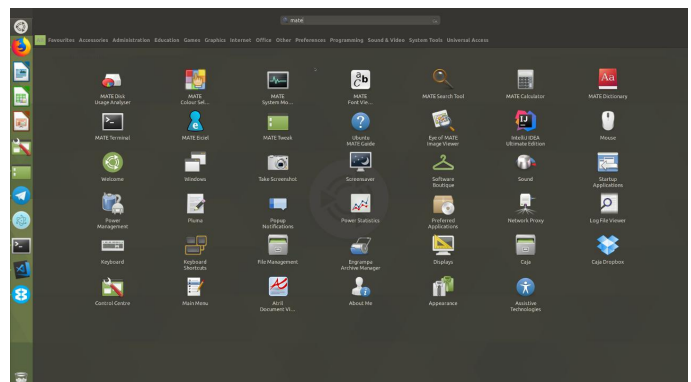 mate
Favourites Accessories Administration Education Games Graphics Internet Office Other Preferences Programming Sound & Video System Tools Universal Access
MATE Disk
Usage Analyser
MATE
Colour Sel...
MATE
System Mo...
MATE
Font Vie...
MATE Search Tool
MATE Calculator
MATE Dictionary
MATE Terminal
MATE Eiciel
MATE Tweak
Ubuntu
MATE Guide
Eye of MATE
Image Viewer
IntelliJ IDEA
Ultimate Edition
Mouse
Welcome
Windows
Take Screenshot
Screensaver
Software
Boutique
Sound
Startup
Applications
Power
Management
Pluma
Popup
Notifications
Power Statistics
Preferred
Applications
Network Proxy
Log File Viewer
Keyboard
Keyboard
Shortcuts
File Management
Engrampa
Archive Manager
Displays
Caja
Caja Dropbox
Control Centre
Main Menu
Atril
Document Vi...
About Me
Appearance
Assistive
Technologies